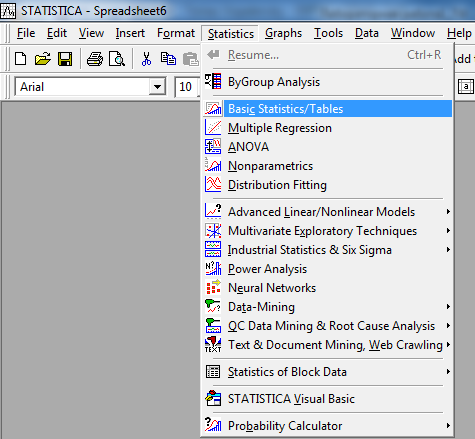 STATISTICA - Spreadsheet6
File Edit View Insert Format Statistics Graphs Tools Data Window Help
Resume... Ctrl+R
Add
Arial 10
ByGroup Analysis
Basic Statistics/Tables
Multiple Regression
ANOVA
Nonparametrics
Distribution Fitting
Advanced Linear/Nonlinear Models
Multivariate Exploratory Techniques
Industrial Statistics & Six Sigma
Power Analysis
Neural Networks
Data-Mining
QC Data Mining & Root Cause Analysis
Text & Document Mining, Web Crawling
Statistics of Block Data
STATISTICA Visual Basic
Probability Calculator